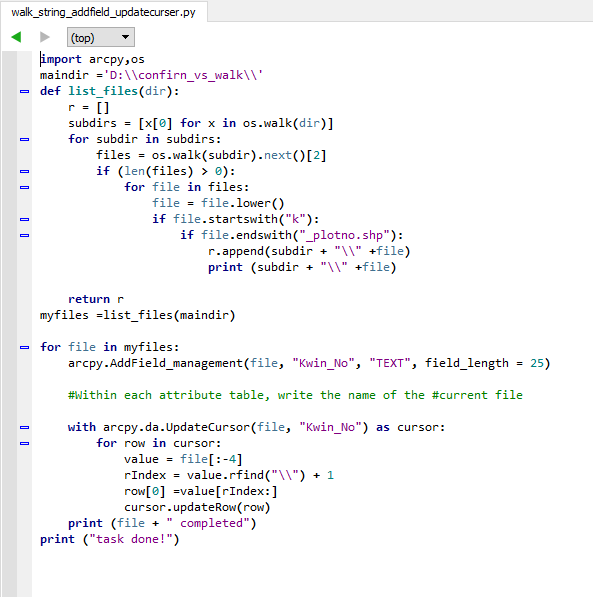 walk_string_addfield_updatecurser.py
(top)
import arcpy,os
maindir ='D:\\confirn_vs_walk\\'
def list_files(dir):
    r = []
    subdirs = [x[0] for x in os.walk(dir)]
    for subdir in subdirs:
        files = os.walk(subdir).next()[2]
        if (len(files) > 0):
            for file in files:
                file = file.lower()
                if file.startswith("k"):
                    if file.endswith("_plotno.shp"):
                        r.append(subdir + "\\" +file)
                        print (subdir + "\\" +file)
    return r
myfiles =list_files(maindir)
for file in myfiles:
    arcpy.AddField_management(file, "Kwin_No", "TEXT", field_length = 25)
    #Within each attribute table, write the name of the #current file
    with arcpy.da.UpdateCursor(file, "Kwin_No") as cursor:
        for row in cursor:
            value = file[:-4]
            rIndex = value.rfind("\\") + 1
            row[0] =value[rIndex:]
            cursor.updateRow(row)
    print (file + " completed")
print ("task done!")